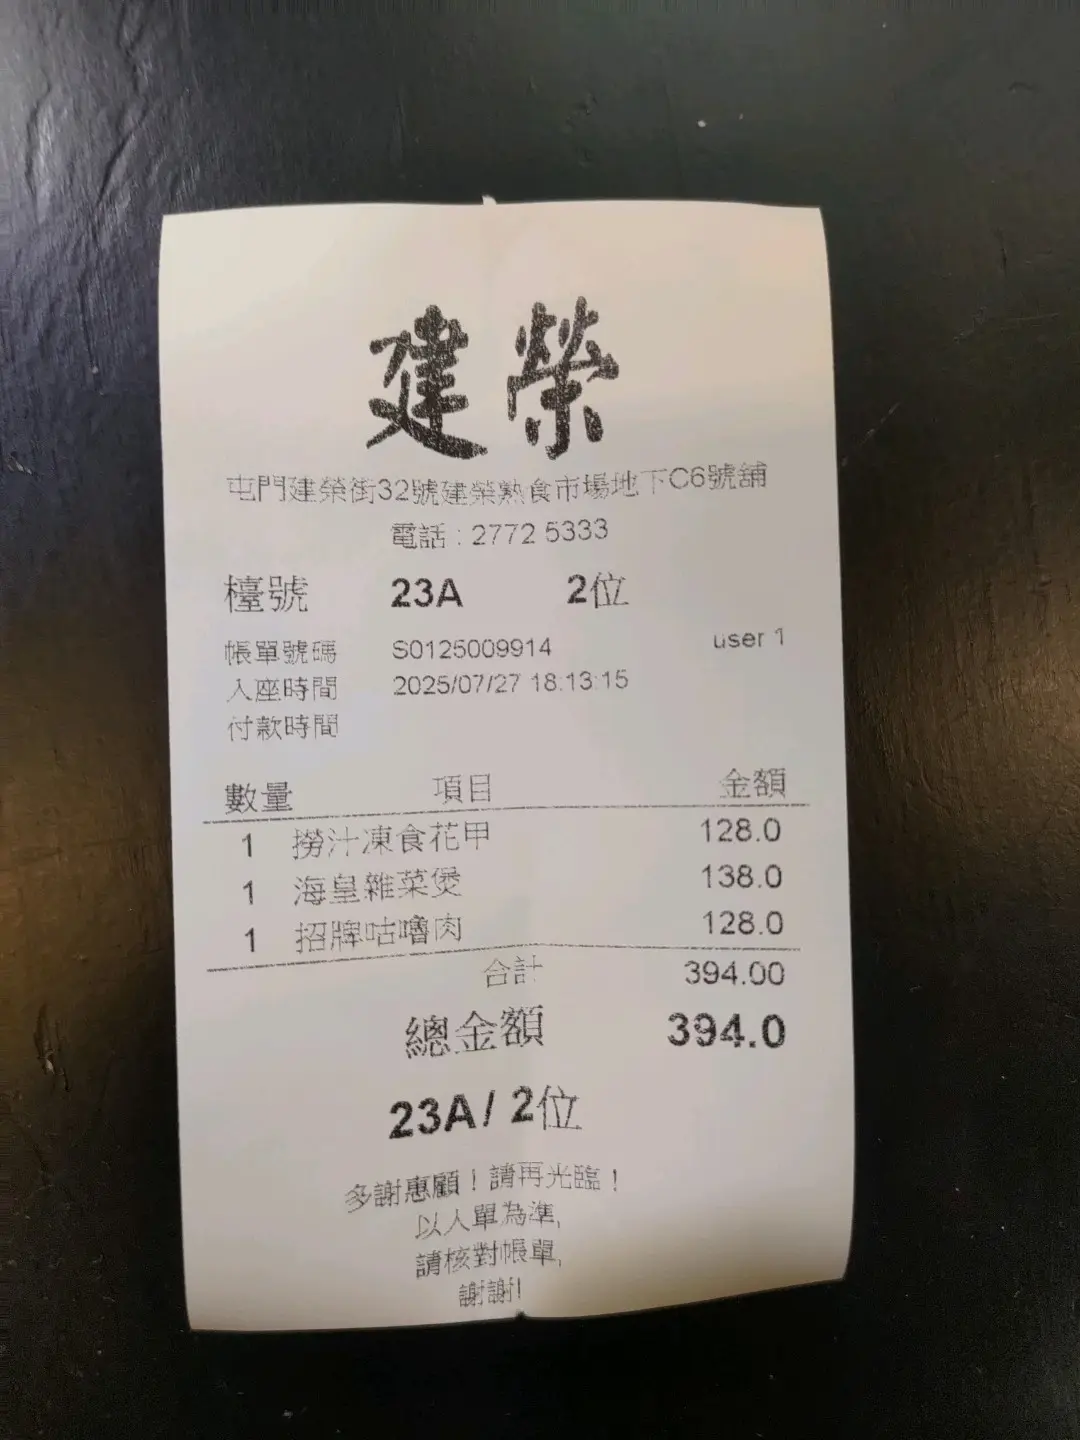 建榮
屯門建榮街32號建榮熟食市場地下C6號舖
電話 : 2772 5333
檯號 23A 2位
帳單號碼 S0125009914 user 1
入座時間 2025/07/27 18:13:15
付款時間
數量 項目 金額
1 撈汁凍食花甲 128.0
1 海皇雜菜煲 138.0
1 招牌咕嚕肉 128.0
合計 394.00
總金額 394.0
23A / 2位
多謝惠顧！請再光臨！
以人單為準,
請核對帳單,
謝謝!